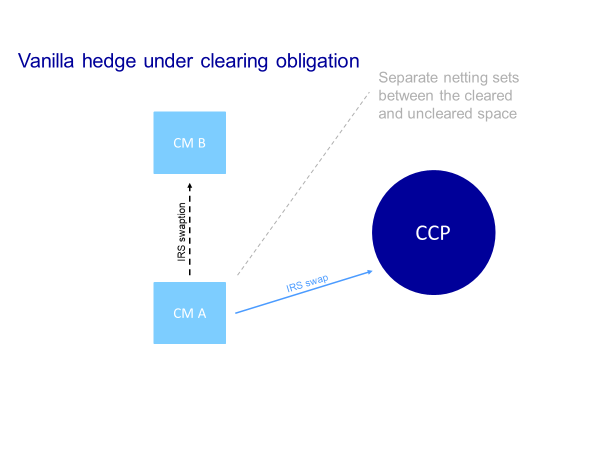 Vanilla hedge under clearing obligation
Separate netting sets
between the cleared
and uncleared space
CM B
IRS swaption
CCP
IRS swap
CM A